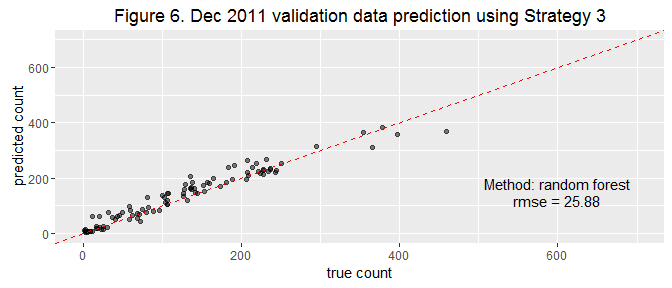 Figure 6. Dec 2011 validation data prediction using Strategy 3
predicted count
600
400
200
0
Method: random forest
rmse = 25.88
0 200 400 600
true count